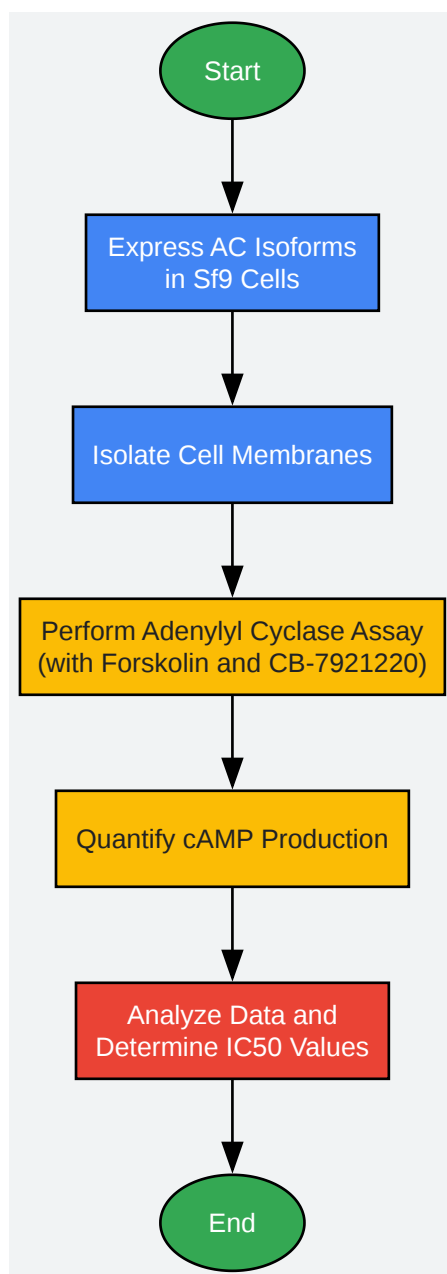 Start
Express AC Isoforms
in Sf9 Cells
Isolate Cell Membranes
Perform Adenylyl Cyclase Assay
(with Forskolin and CB-7921220)
Quantify cAMP Production
Analyze Data and
Determine IC50 Values
End